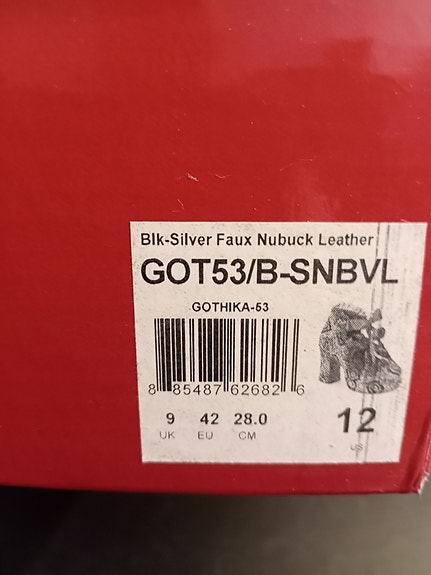 Blk-Silver Faux Nubuck Leather
GOT53/B-SNBVL
GOTHIKA-53
8 85487 62682 6
9 42 28.0 12
UK EU CM US